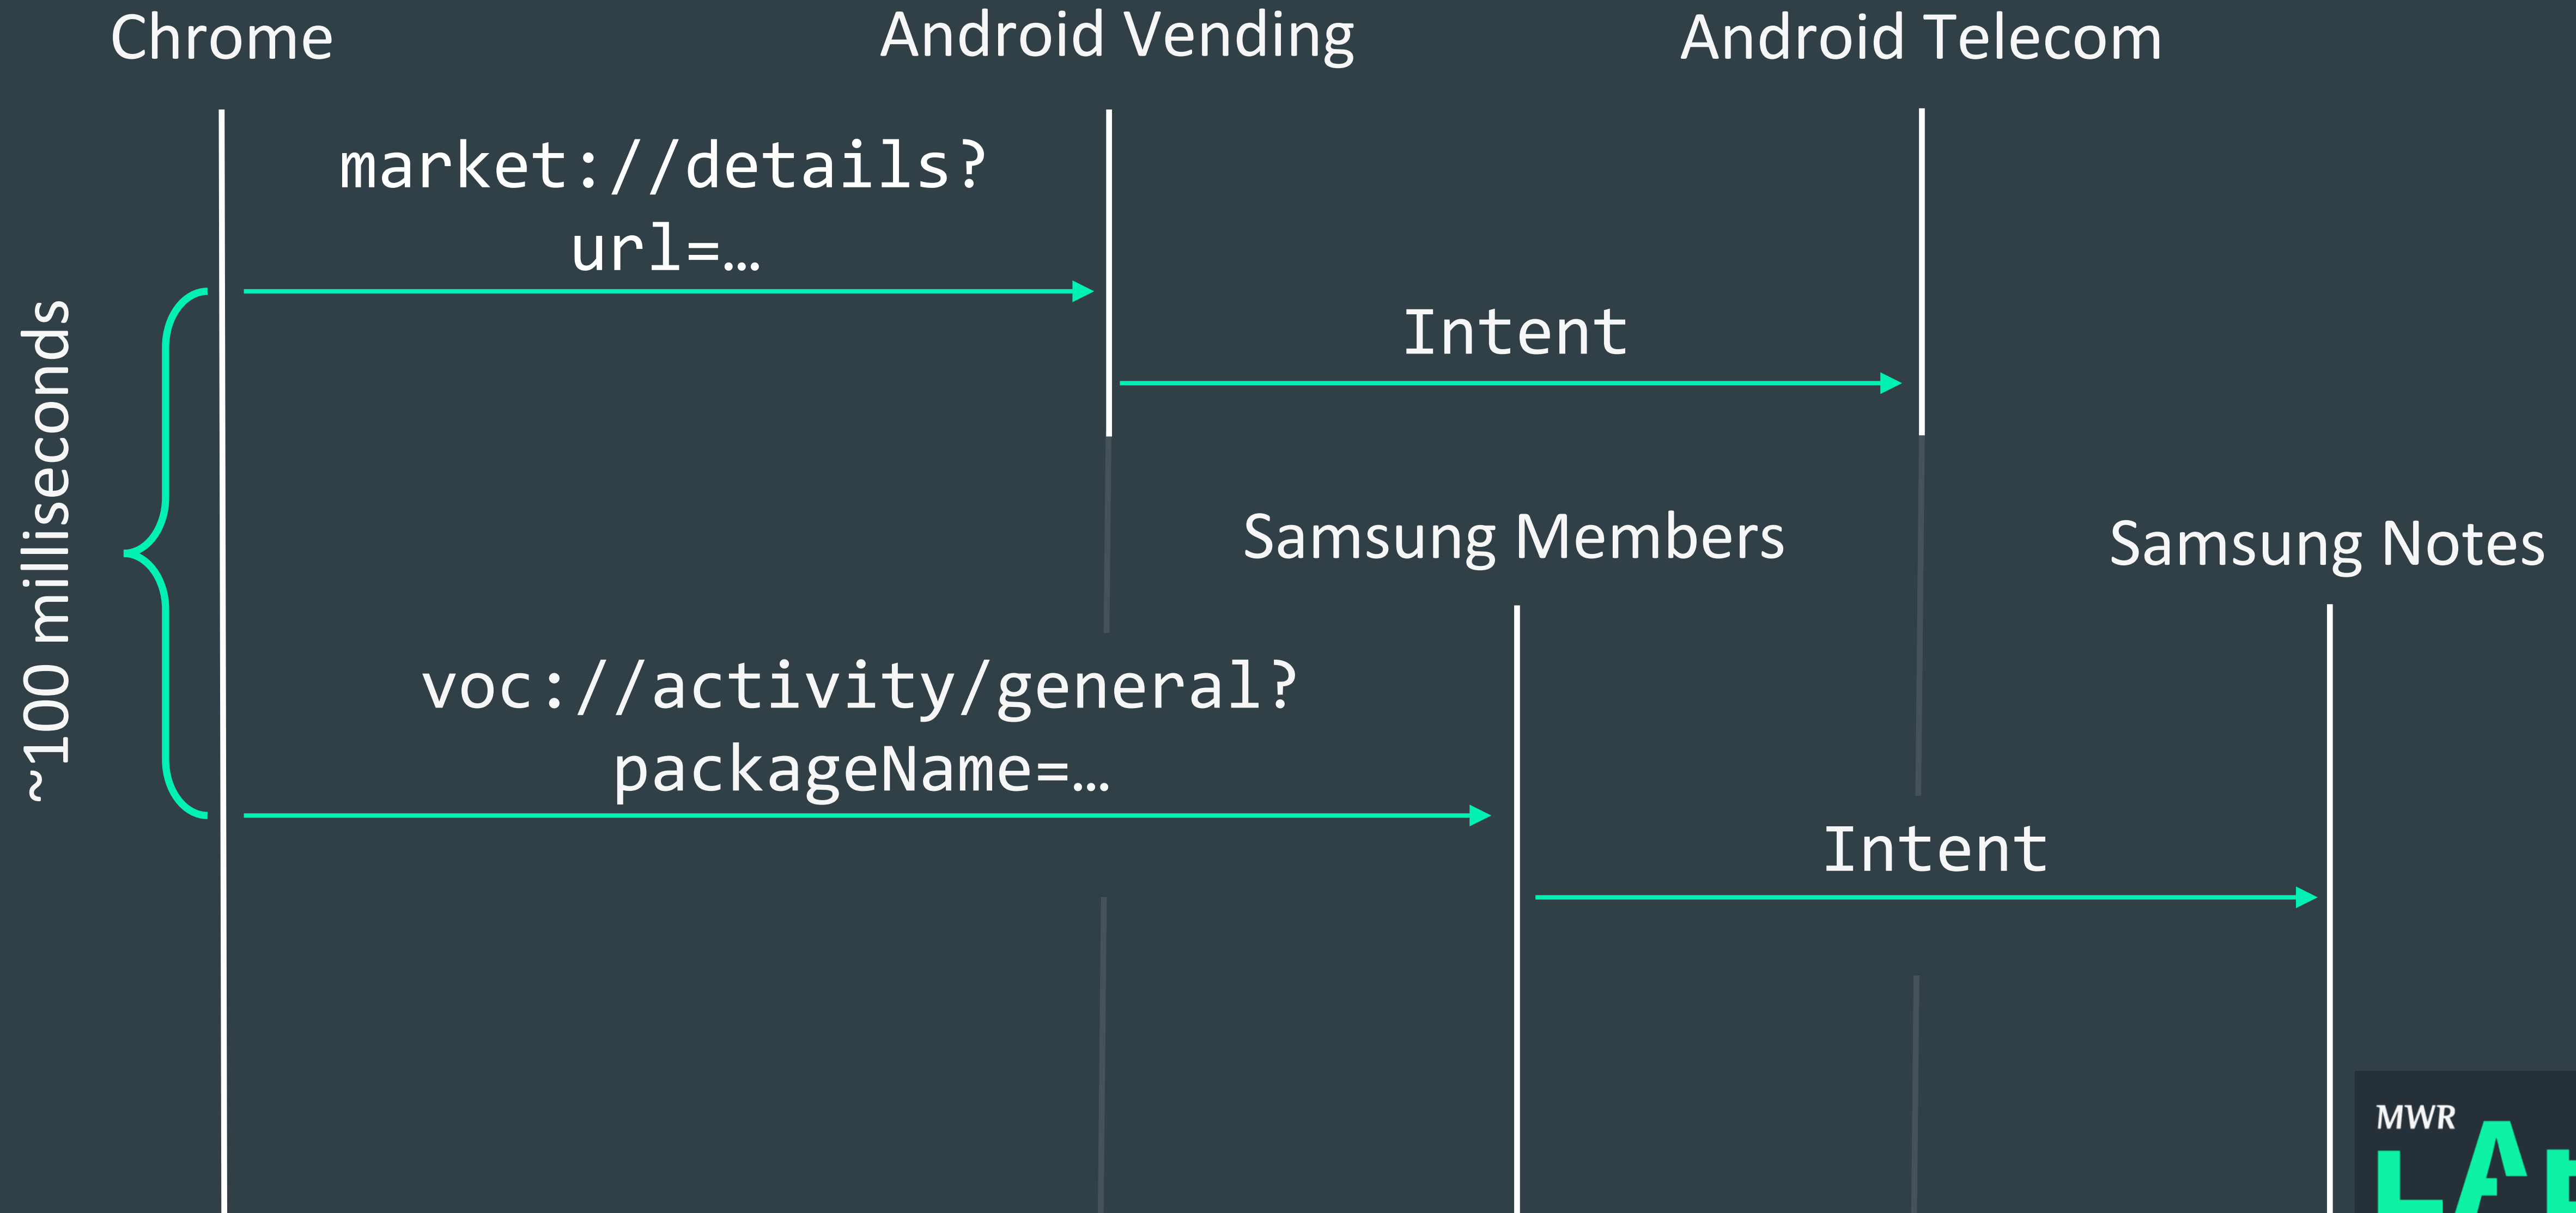 Chrome
Android Vending
Android Telecom
market://details?
url=…
Intent
~100 milliseconds
Samsung Members
Samsung Notes
voc://activity/general?
packageName=…
Intent
MWR